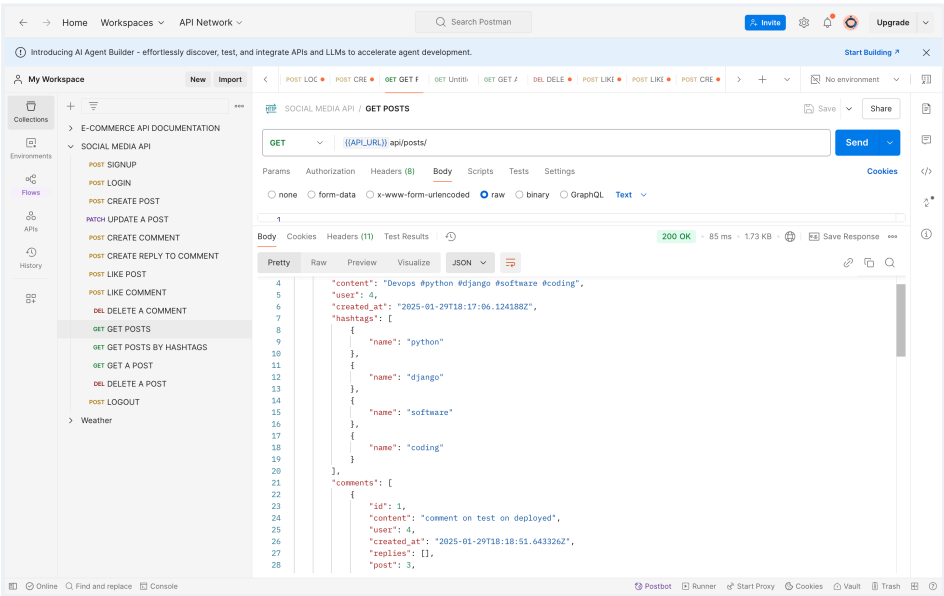 Home Workspaces API Network Search Postman Invite Upgrade
Introducing AI Agent Builder - effortlessly discover, test, and integrate APIs and LLMs to accelerate agent development. Start Building
My Workspace New Import POST LOC POST CRE GET GET F GET Untitl GET GET A DEL DELE POST LIKE POST LIKE POST CRE No environment
Collections
Environments
Flows
APIs
History
E-COMMERCE API DOCUMENTATION
SOCIAL MEDIA API
POST SIGNUP
POST LOGIN
POST CREATE POST
PATCH UPDATE A POST
POST CREATE COMMENT
POST CREATE REPLY TO COMMENT
POST LIKE POST
POST LIKE COMMENT
DEL DELETE A COMMENT
GET GET POSTS
GET GET POSTS BY HASHTAGS
GET GET A POST
DEL DELETE A POST
POST LOGOUT
Weather
HTTP SOCIAL MEDIA API / GET POSTS Save Share
GET {{API_URL}} api/posts/ Send
Params Authorization Headers (8) Body Scripts Tests Settings Cookies
none form-data x-www-form-urlencoded raw binary GraphQL Text
1
Body Cookies Headers (11) Test Results 200 OK 85 ms 1.73 KB Save Response
Pretty Raw Preview Visualize JSON
4 "content": "Devops #python #django #software #coding",
5 "user": 4,
6 "created_at": "2025-01-29T18:17:06.124188Z",
7 "hashtags": [
8 {
9 "name": "python"
10 },
11 {
12 "name": "django"
13 },
14 {
15 "name": "software"
16 },
17 {
18 "name": "coding"
19 }
20 ],
21 "comments": [
22 {
23 "id": 1,
24 "content": "comment on test on deployed",
25 "user": 4,
26 "created_at": "2025-01-29T18:18:51.643326Z",
27 "replies": [],
28 "post": 3,
Online Find and replace Console Postbot Runner Start Proxy Cookies Vault Trash